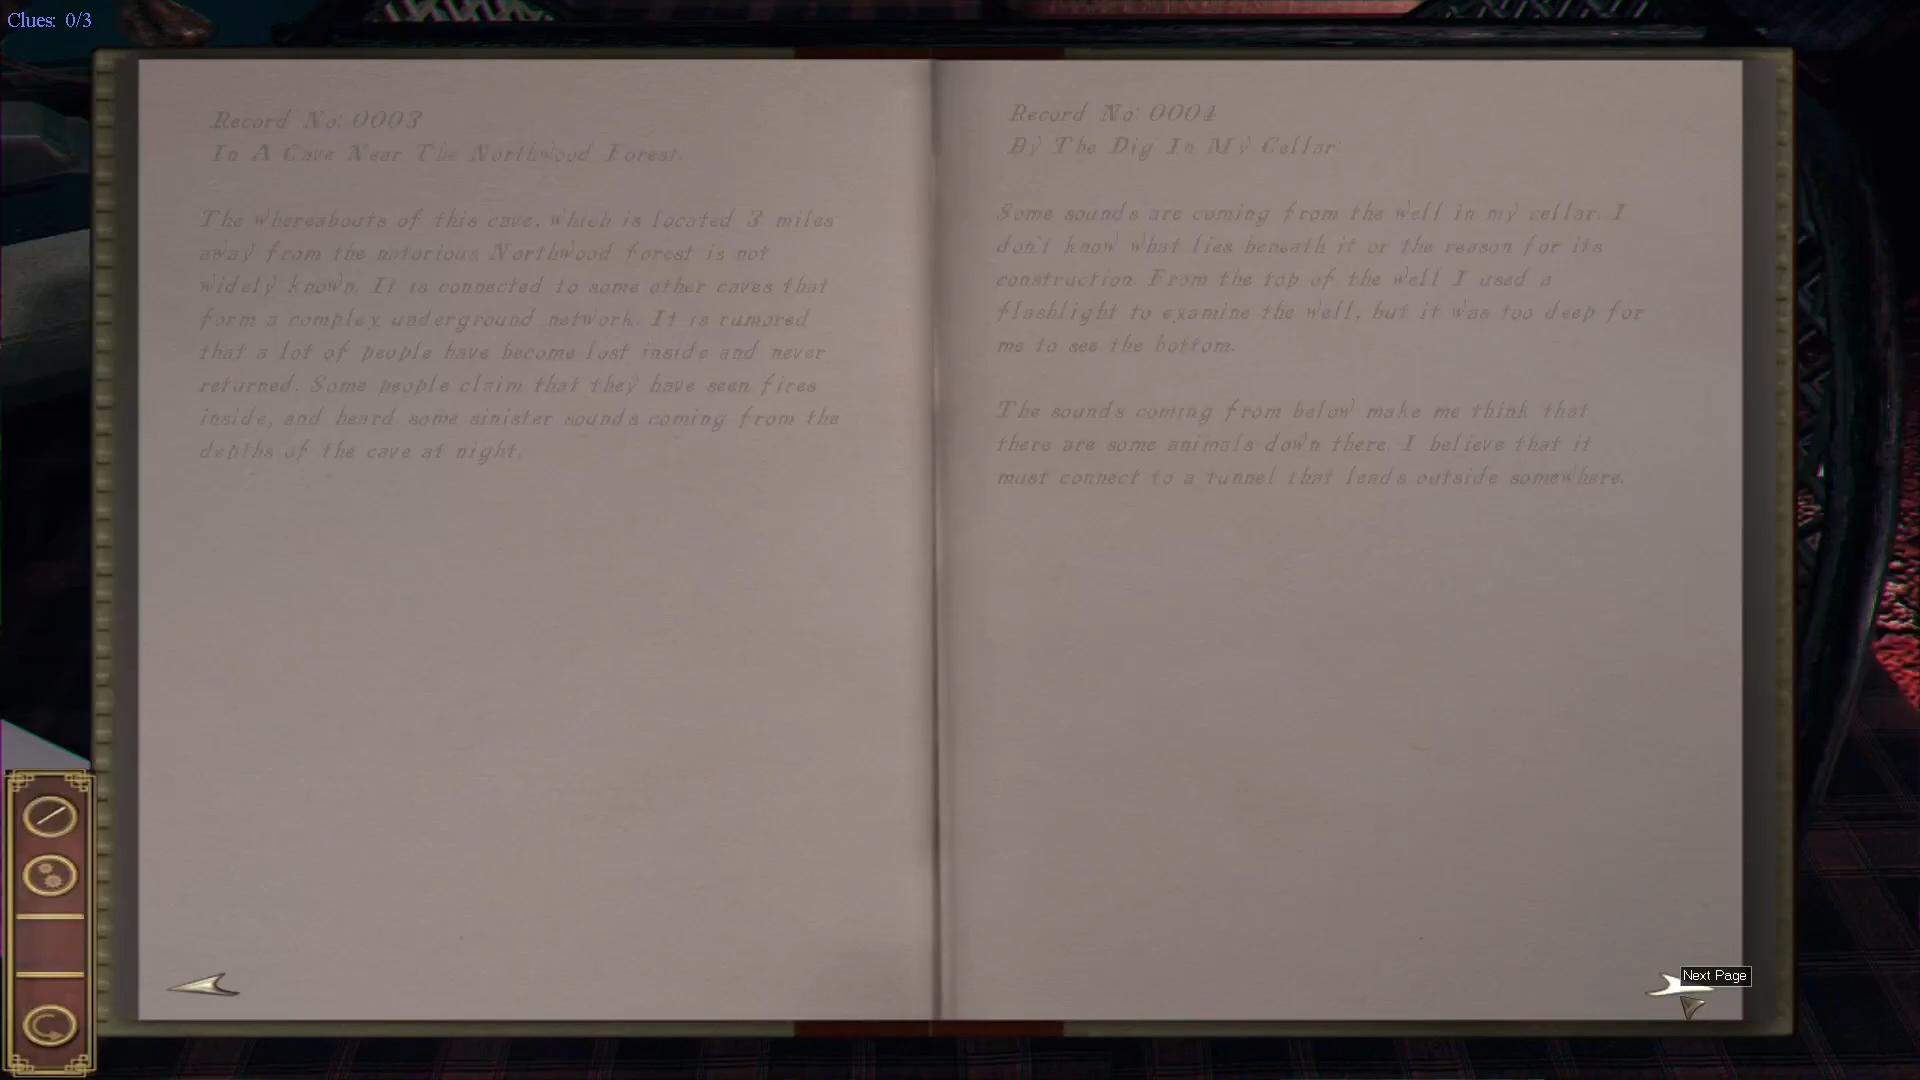 Clues: 0/3
Record No: 0003
In A Cave Near The Northwood Forest.
The whereabouts of this cave, which is located 3 miles
away from the notorious Northwood forest is not
widely known. It is connected to some other caves that
form a complex underground network. It is rumored
that a lot of people have become lost inside and never
returned. Some people claim that they have seen fires
inside, and heard some sinister sounds coming from the
depths of the cave at night.
Record No: 0004
By The Dig In My Cellar:
Some sounds are coming from the well in my cellar. I
don't know what lies beneath it or the reason for its
construction. From the top of the well I used a
flashlight to examine the well, but it was too deep for
me to see the bottom.
The sounds coming from below make me think that
there are some animals down there. I believe that it
must connect to a tunnel that leads outside somewhere.
Next Page